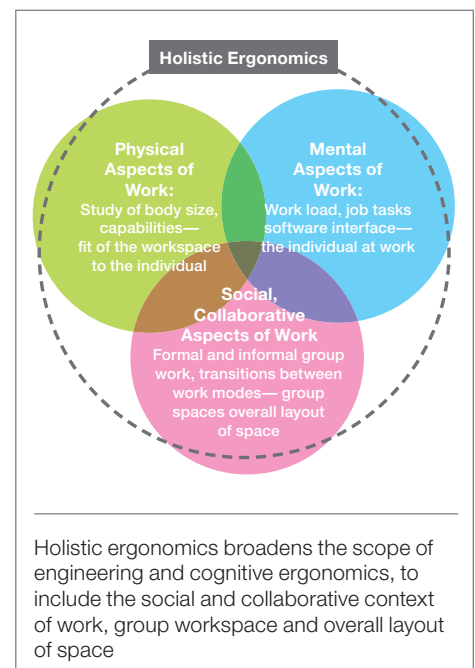 Holistic Ergonomics
Physical
Aspects of
Work:
Study of body size,
capabilities—
fit of the workspace
to the individual
Mental
Aspects of
Work:
Work load, job tasks
software interface—
the individual at work
Social,
Collaborative
Aspects of Work
Formal and informal group
work, transitions between
work modes— group
spaces overall layout
of space
Holistic ergonomics broadens the scope of
engineering and cognitive ergonomics, to
include the social and collaborative context
of work, group workspace and overall layout
of space